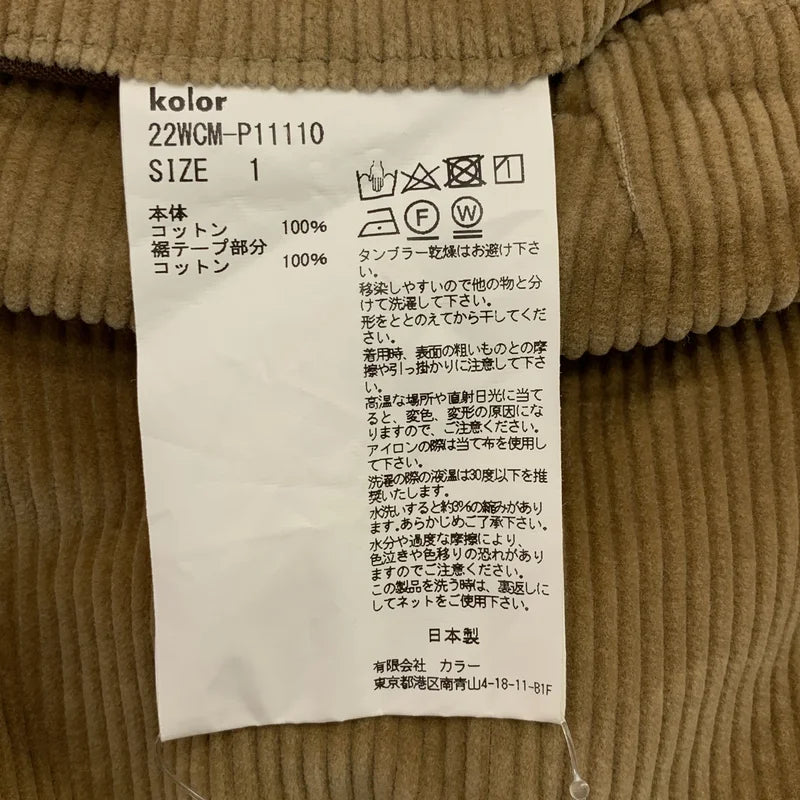 kolor
22WCM-P11110
SIZE 1
本体
コットン 100%
裾テープ部分
コットン 100%
F W
タンブラー乾燥はお避け下さ
い。
移染しやすいので他の物と分
けて洗濯して下さい。
形をととのえてから干してくだ
さい。
着用時、表面の粗いものとの摩
擦や引っ掛かりに注意して下さ
い。
高温な場所や直射日光に当て
ると、変色、変形の原因にな
りますので、ご注意ください。
アイロンの際は当て布を使用し
て下さい。
洗濯の際の液温は30度以下を推
奨いたします。
水洗いすると約3%の縮みがあり
ます。あらかじめご了承下さい。
水分や過度な摩擦により、
色泣きや色移りの恐れがあり
ますのでご注意ください。
この製品を洗う時は、裏返しに
してネットをご使用下さい。
日本製
有限会社 カラー
東京都港区南青山4-18-11-B1F